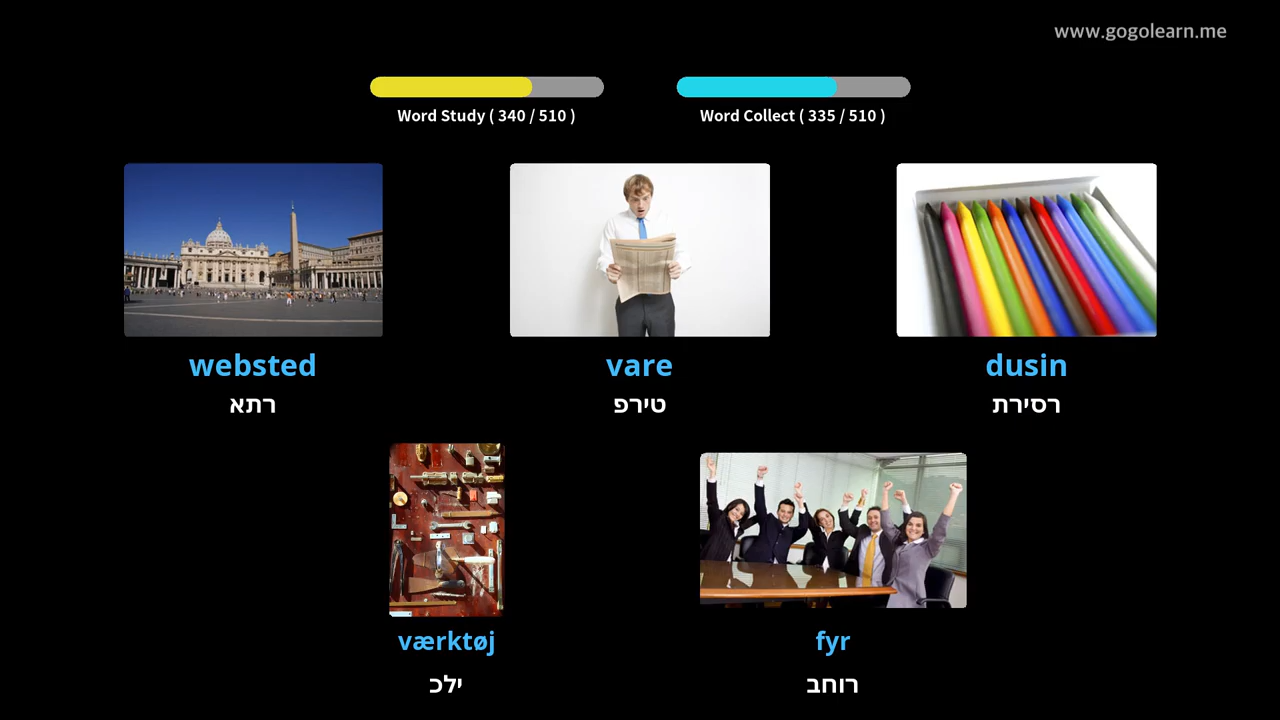 www.gogolearn.me
Word Study ( 340 / 510 )
Word Collect ( 335 / 510 )
websted
רתא
vare
טירפ
dusin
רסירת
værktøj
ילכ
fyr
רוחב